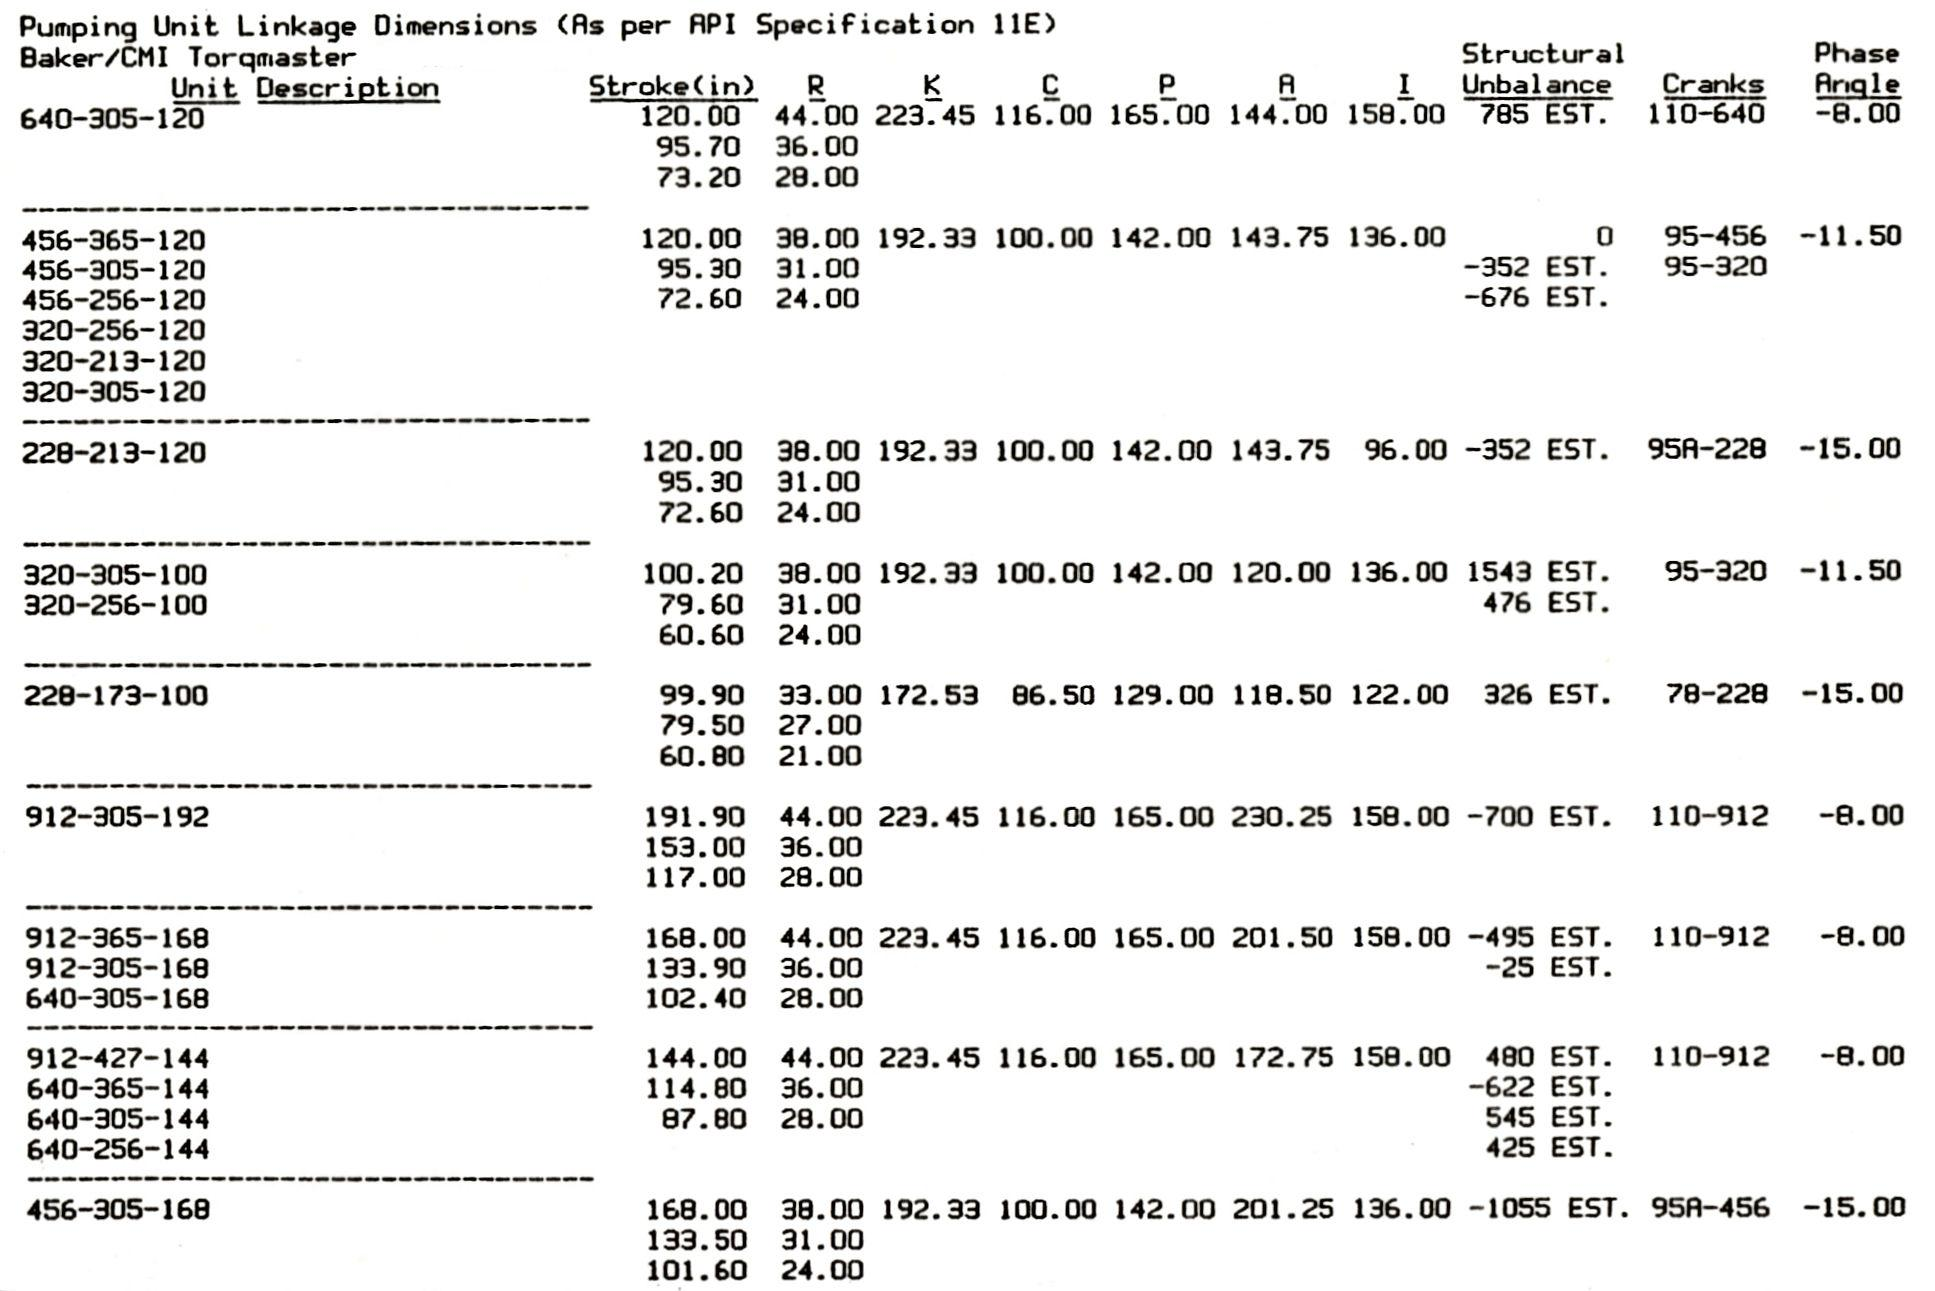 Pumping Unit Linkage Dimensions (As per API Specification 11E)
Baker/CMI Torqmaster Structural Phase
Unit Description Stroke(in) R K C P A I Unbalance Cranks Angle
640-305-120 120.00 44.00 223.45 116.00 165.00 144.00 158.00 785 EST. 110-640 -8.00
95.70 36.00
73.20 28.00
----------------------------------
456-365-120 120.00 38.00 192.33 100.00 142.00 143.75 136.00 0 95-456 -11.50
456-305-120 95.30 31.00 -352 EST. 95-320
456-256-120 72.60 24.00 -676 EST.
320-256-120
320-213-120
320-305-120
----------------------------------
228-213-120 120.00 38.00 192.33 100.00 142.00 143.75 96.00 -352 EST. 95A-228 -15.00
95.30 31.00
72.60 24.00
----------------------------------
320-305-100 100.20 38.00 192.33 100.00 142.00 120.00 136.00 1543 EST. 95-320 -11.50
320-256-100 79.60 31.00 476 EST.
60.60 24.00
----------------------------------
228-173-100 99.90 33.00 172.53 86.50 129.00 118.50 122.00 326 EST. 78-228 -15.00
79.50 27.00
60.80 21.00
----------------------------------
912-305-192 191.90 44.00 223.45 116.00 165.00 230.25 158.00 -700 EST. 110-912 -8.00
153.00 36.00
117.00 28.00
----------------------------------
912-365-168 168.00 44.00 223.45 116.00 165.00 201.50 158.00 -495 EST. 110-912 -8.00
912-305-168 133.90 36.00 -25 EST.
640-305-168 102.40 28.00
----------------------------------
912-427-144 144.00 44.00 223.45 116.00 165.00 172.75 158.00 480 EST. 110-912 -8.00
640-365-144 114.80 36.00 -622 EST.
640-305-144 87.80 28.00 545 EST.
640-256-144 425 EST.
----------------------------------
456-305-168 168.00 38.00 192.33 100.00 142.00 201.25 136.00 -1055 EST. 95A-456 -15.00
133.50 31.00
101.60 24.00